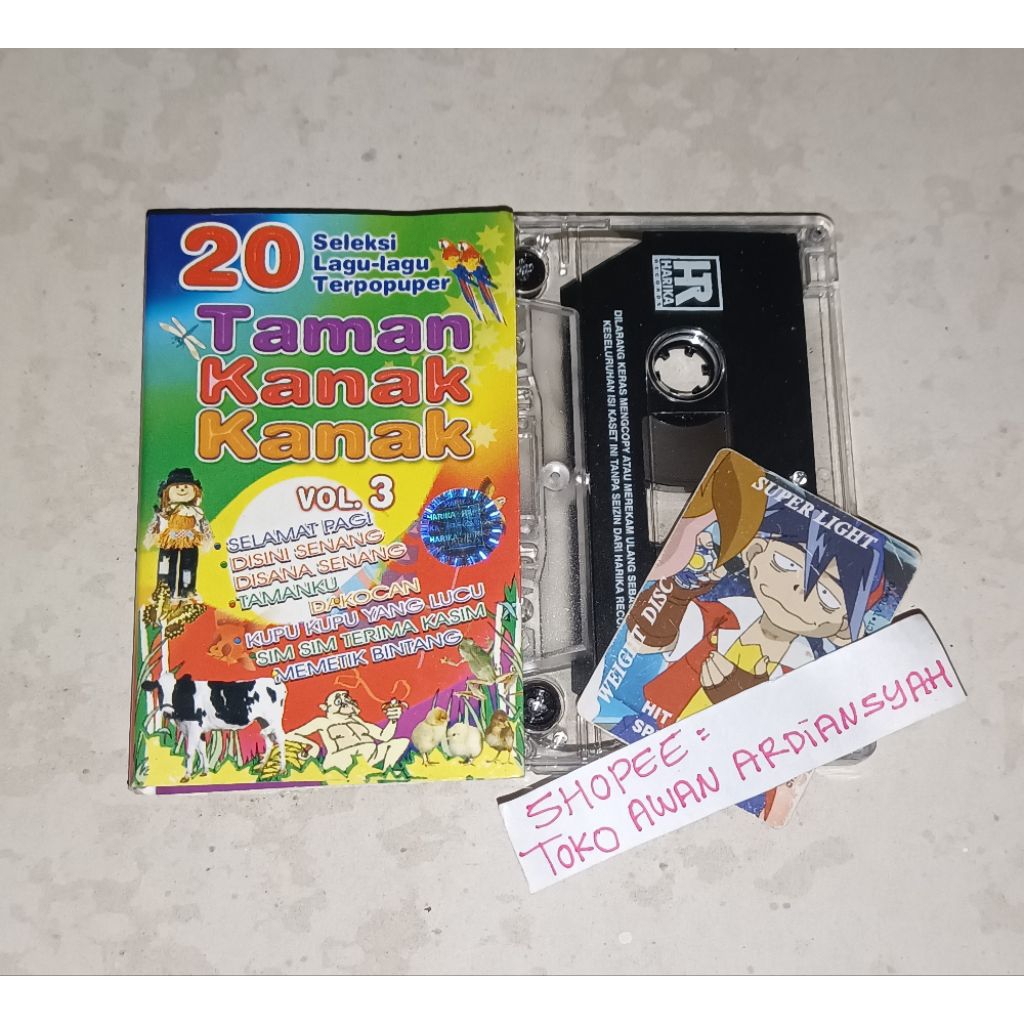 20
Seleksi
Lagu-lagu
Terpopuper
Taman
Kanak
Kanak
VOL. 3
• SELAMAT PAGI
• DISINI SENANG
DISANA SENANG
• TAMANKU
DAKOCAN
• KUPU KUPU YANG LUCU
SIM SIM TERIMA KASIM
MEMETIK BINTANG
HR
HARIKA
RECORDS
DILARANG KERAS MENGCOPY ATAU MEREKAM ULANG
KESELURUHAN ISI KASET INI TANPA SEIZIN DARI HARIKA
SUPER LIGHT
WEIGHT DISC
HIT
SHOPEE :
TOKO AWAN ARDIANSYAH